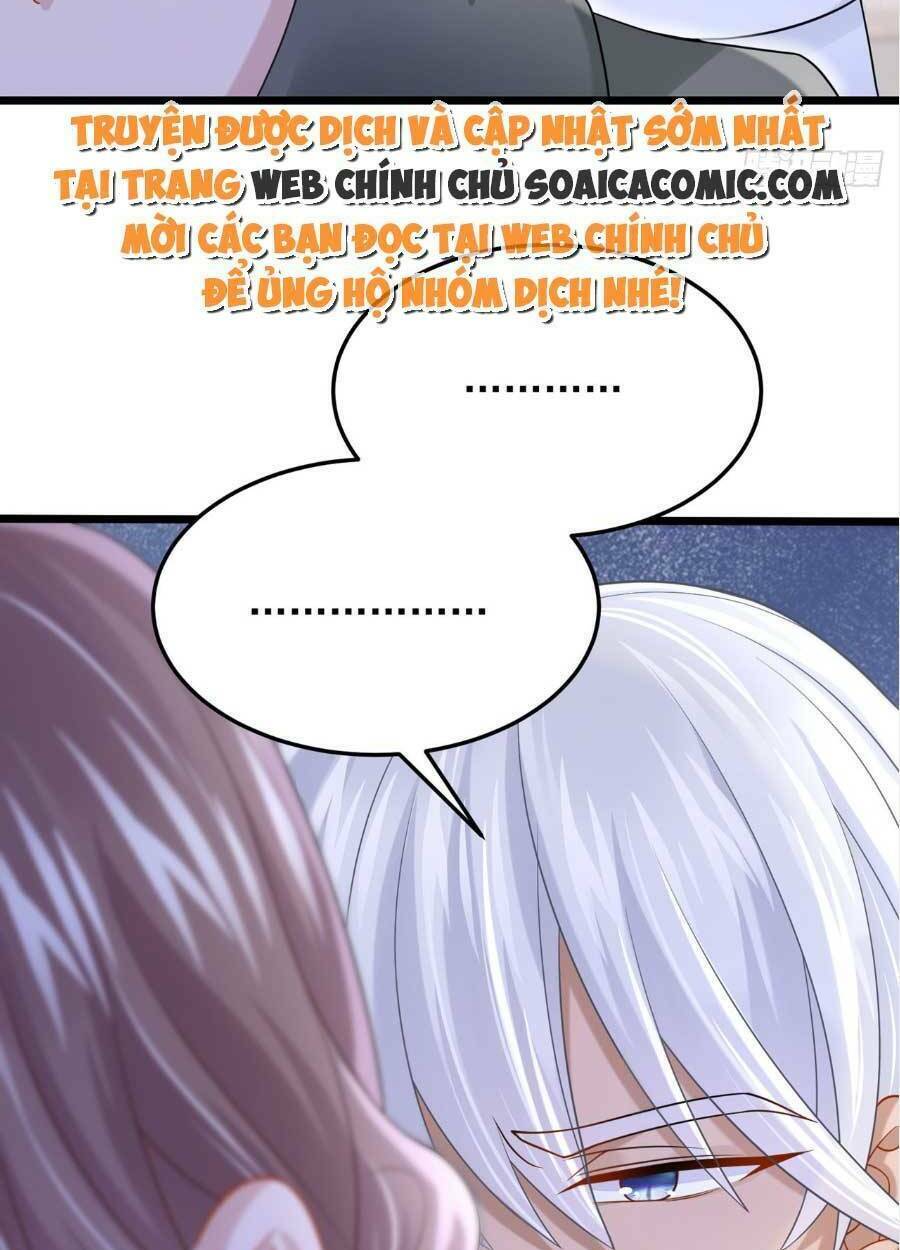 TRUYỆN ĐƯỢC DỊCH VÀ CẬP NHẬT SỚM NHẤT
TẠI TRANG WEB CHÍNH CHỦ SOAICACOMIC.COM
MỜI CÁC BẠN ĐỌC TẠI WEB CHÍNH CHỦ
ĐỂ ỦNG HỘ NHÓM DỊCH NHÉ!
............
..................